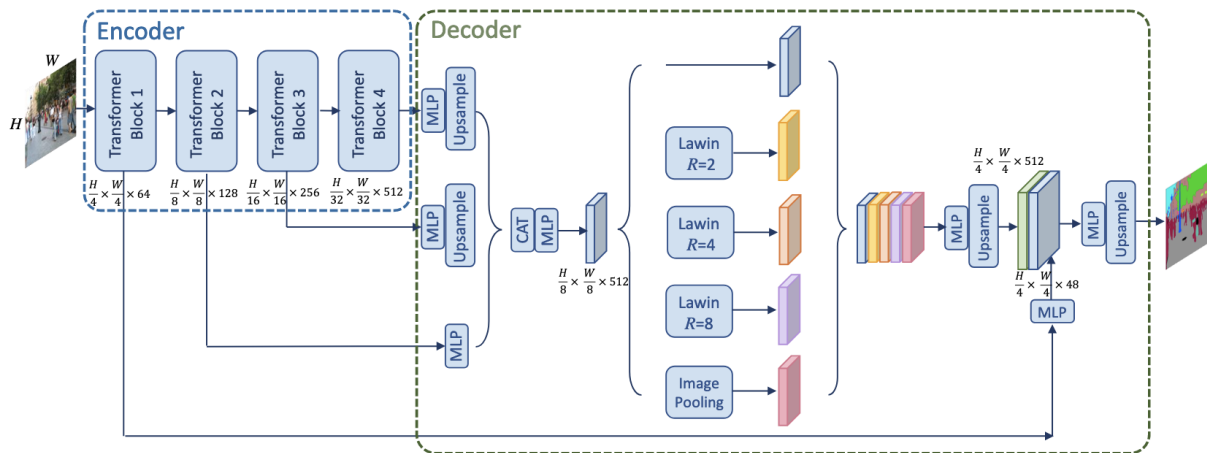 Encoder
Decoder
W
H
Transformer
Block 1
Transformer
Block 2
Transformer
Block 3
Transformer
Block 4
H/4 × W/4 × 64
H/8 × W/8 × 128
H/16 × W/16 × 256
H/32 × W/32 × 512
MLP
Upsample
MLP
Upsample
MLP
CAT
MLP
H/8 × W/8 × 512
Lawin
R=2
Lawin
R=4
Lawin
R=8
Image
Pooling
MLP
Upsample
H/4 × W/4 × 512
H/4 × W/4 × 48
MLP
MLP
Upsample